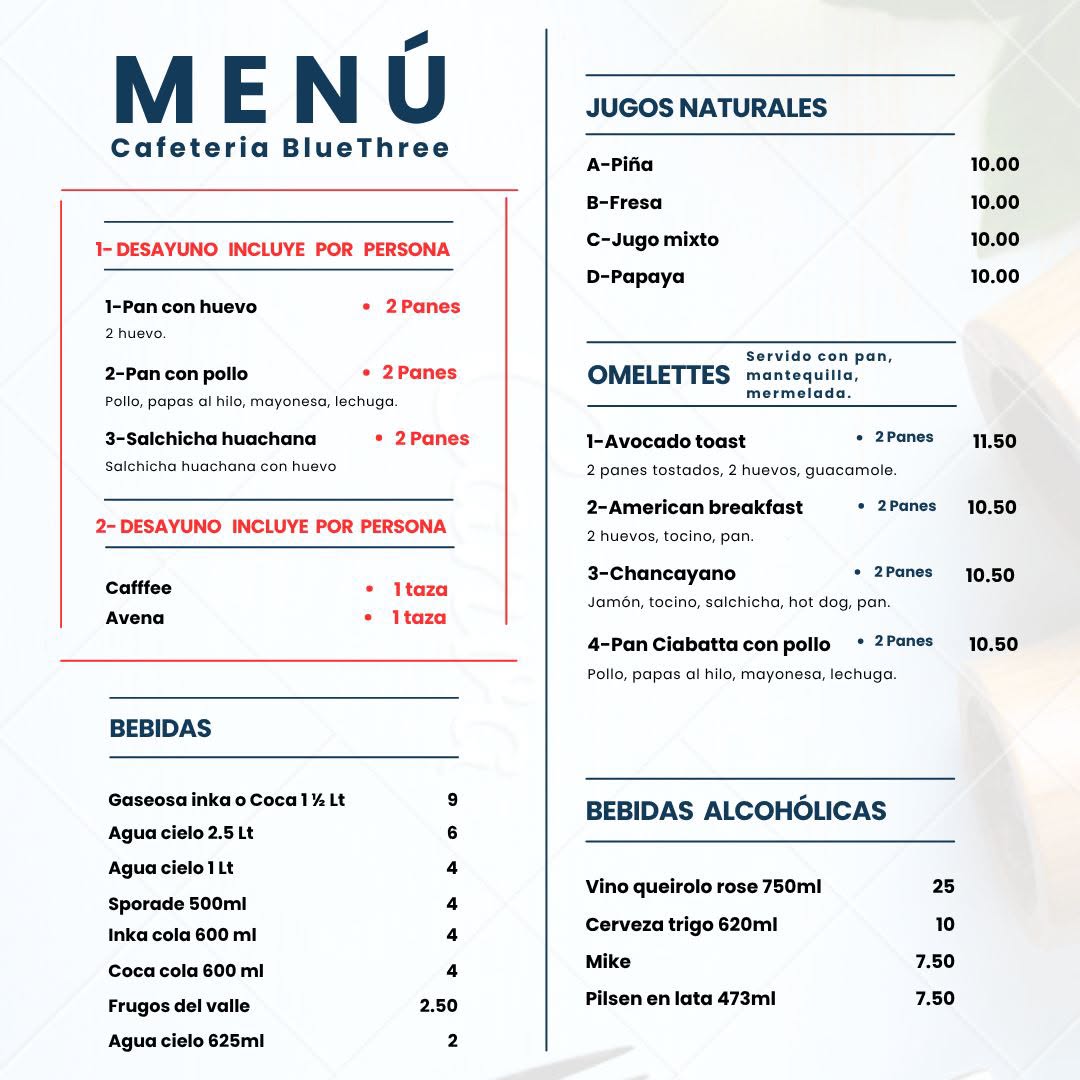 MENÚ
Cafeteria BlueThree
1- DESAYUNO INCLUYE POR PERSONA
1-Pan con huevo • 2 Panes
2 huevo.
2-Pan con pollo • 2 Panes
Pollo, papas al hilo, mayonesa, lechuga.
3-Salchicha huachana • 2 Panes
Salchicha huachana con huevo
2- DESAYUNO INCLUYE POR PERSONA
Cafffee • 1 taza
Avena • 1 taza
BEBIDAS
Gaseosa inka o Coca 1 ½ Lt 9
Agua cielo 2.5 Lt 6
Agua cielo 1 Lt 4
Sporade 500ml 4
Inka cola 600 ml 4
Coca cola 600 ml 4
Frugos del valle 2.50
Agua cielo 625ml 2
JUGOS NATURALES
A-Piña 10.00
B-Fresa 10.00
C-Jugo mixto 10.00
D-Papaya 10.00
OMELETTES
Servido con pan,
mantequilla,
mermelada.
1-Avocado toast • 2 Panes 11.50
2 panes tostados, 2 huevos, guacamole.
2-American breakfast • 2 Panes 10.50
2 huevos, tocino, pan.
3-Chancayano • 2 Panes 10.50
Jamón, tocino, salchicha, hot dog, pan.
4-Pan Ciabatta con pollo • 2 Panes 10.50
Pollo, papas al hilo, mayonesa, lechuga.
BEBIDAS ALCOHÓLICAS
Vino queirolo rose 750ml 25
Cerveza trigo 620ml 10
Mike 7.50
Pilsen en lata 473ml 7.50